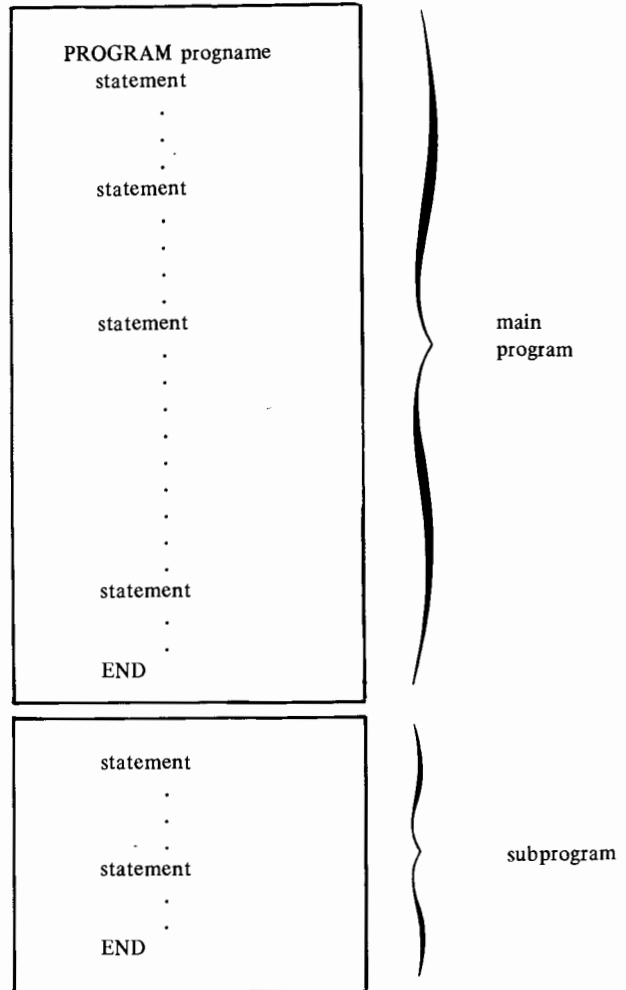 PROGRAM progname
statement
.
.
.
statement
.
.
.
.
statement
.
.
.
.
.
.
.
.
.
statement
.
.
END
main
program
statement
.
.
.
statement
.
.
END
subprogram